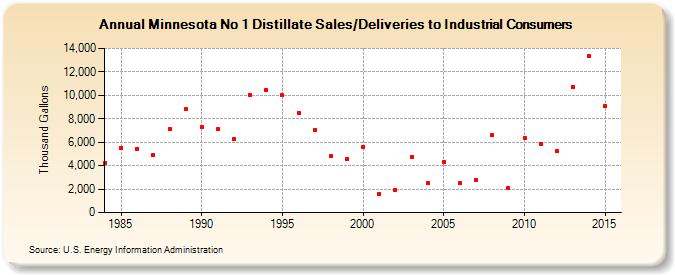 Annual Minnesota No 1 Distillate Sales/Deliveries to Industrial Consumers
Thousand Gallons
14,000
12,000
10,000
8,000
6,000
4,000
2,000
0
1985 1990 1995 2000 2005 2010 2015
Source: U.S. Energy Information Administration